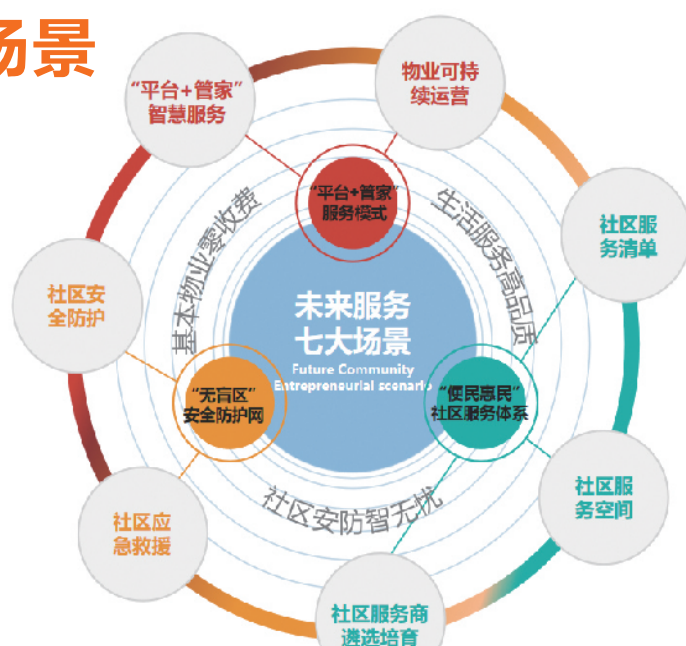 场景
“平台+管家”
智慧服务
物业可持
续运营
“平台+管家”
服务模式
基本物业零收费
生活服务高品质
社区服
务清单
社区安
全防护
未来服务
七大场景
Future Community
Entrepreneurial scenario
“无盲区”
安全防护网
“便民惠民”
社区服务体系
社区安防智无忧
社区服
务空间
社区应
急救援
社区服务商
遴选培育